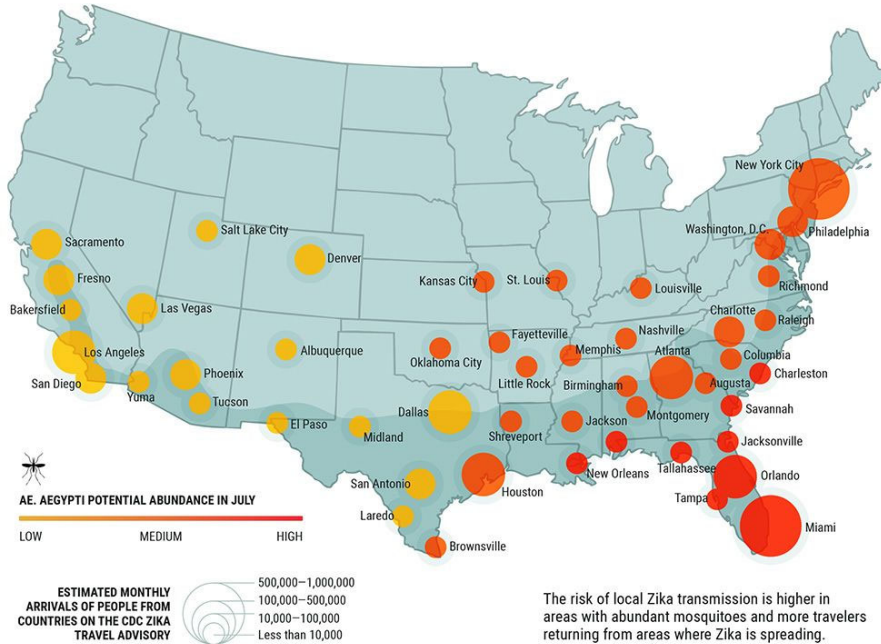 New York City
Washington, D.C.
Philadelphia
Salt Lake City
Sacramento
Denver
Fresno
Kansas City
St. Louis
Louisville
Richmond
Bakersfield
Las Vegas
Charlotte
Raleigh
Fayetteville
Nashville
Los Angeles
Albuquerque
Oklahoma City
Memphis
Atlanta
Columbia
Charleston
San Diego
Phoenix
Little Rock
Birmingham
Augusta
Yuma
Tucson
Dallas
Montgomery
Savannah
El Paso
Midland
Shreveport
Jackson
Jacksonville
New Orleans
Tallahassee
Orlando
San Antonio
Houston
Tampa
Laredo
Miami
Brownsville
AE. AEGYPTI POTENTIAL ABUNDANCE IN JULY
LOW MEDIUM HIGH
ESTIMATED MONTHLY
ARRIVALS OF PEOPLE FROM
COUNTRIES ON THE CDC ZIKA
TRAVEL ADVISORY
500,000–1,000,000
100,000–500,000
10,000–100,000
Less than 10,000
The risk of local Zika transmission is higher in
areas with abundant mosquitoes and more travelers
returning from areas where Zika is spreading.